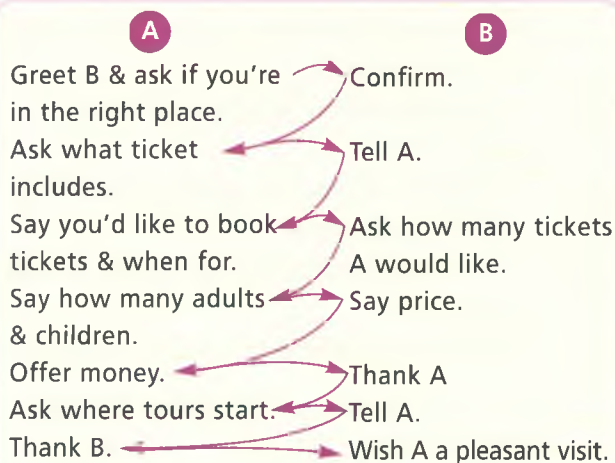 A
B
Greet B & ask if you're
Confirm.
in the right place.
Ask what ticket
Tell A.
includes.
Say you'd like to book
Ask how many tickets
tickets & when for.
A would like.
Say how many adults
Say price.
& children.
Offer money.
Thank A
Ask where tours start.
Tell A.
Thank B.
Wish A a pleasant visit.